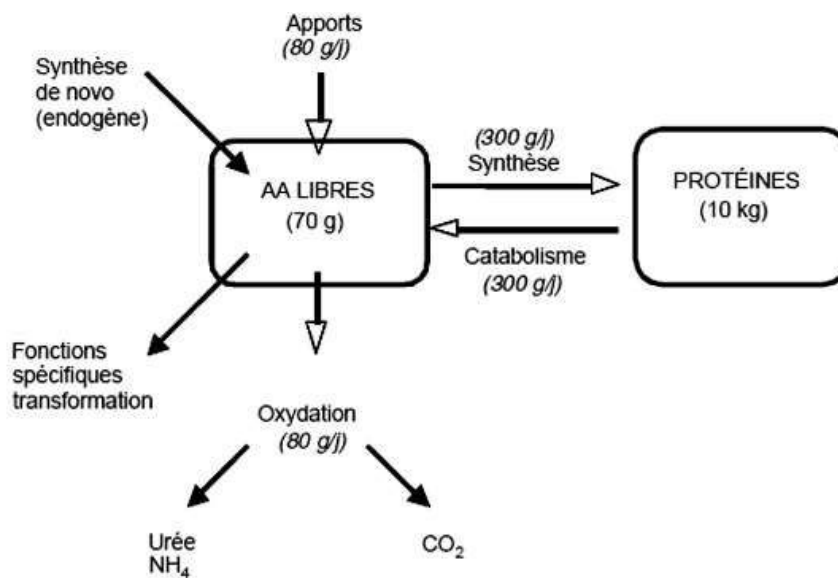 Apports
(80 g/j)
Synthèse
de novo
(endogène)
(300 g/j)
Synthèse
AA LIBRES
(70 g)
PROTÉINES
(10 kg)
Catabolisme
(300 g/j)
Fonctions
spécifiques
transformation
Oxydation
(80 g/j)
Urée
NH₄
CO₂